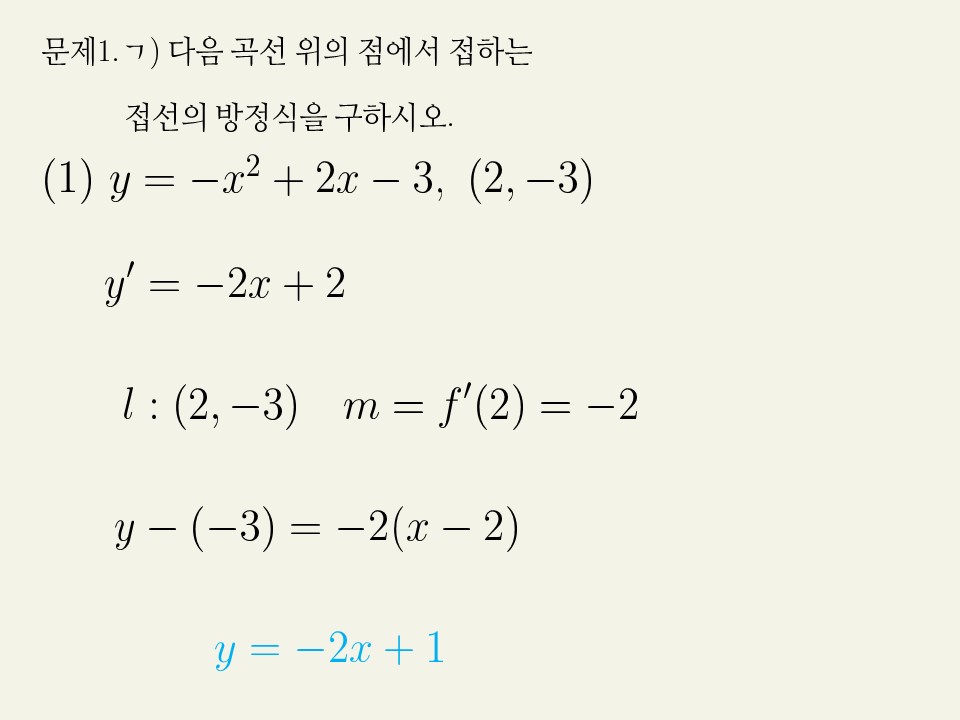 문제1. ㄱ) 다음 곡선 위의 점에서 접하는
접선의 방정식을 구하시오.
(1) y = −x² + 2x − 3, (2, −3)
y′ = −2x + 2
l : (2, −3) m = f′(2) = −2
y − (−3) = −2(x − 2)
y = −2x + 1